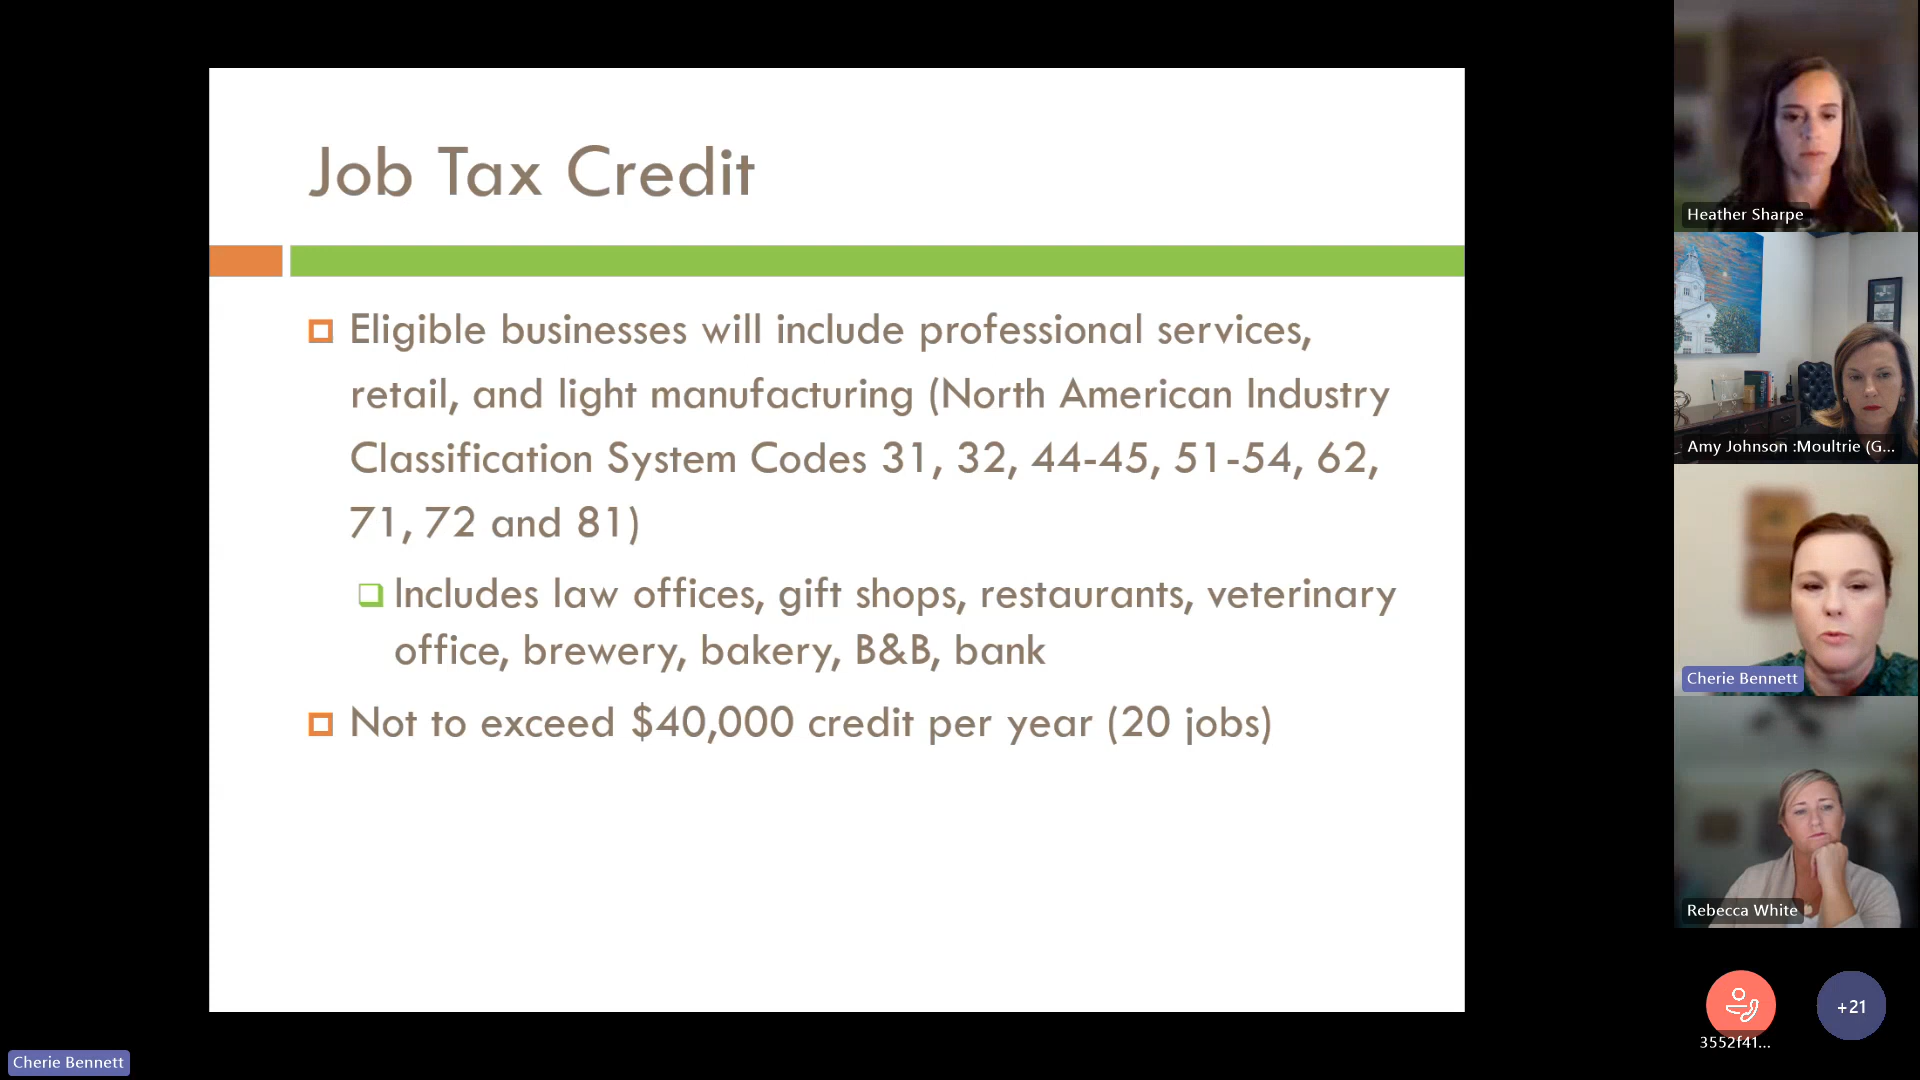 Job Tax Credit
Eligible businesses will include professional services,
retail, and light manufacturing (North American Industry
Classification System Codes 31, 32, 44-45, 51-54, 62,
71, 72 and 81)
Includes law offices, gift shops, restaurants, veterinary
office, brewery, bakery, B&B, bank
Not to exceed $40,000 credit per year (20 jobs)
Heather Sharpe
Amy Johnson :Moultrie (G...
Cherie Bennett
Rebecca White
3552f41...
+21
Cherie Bennett